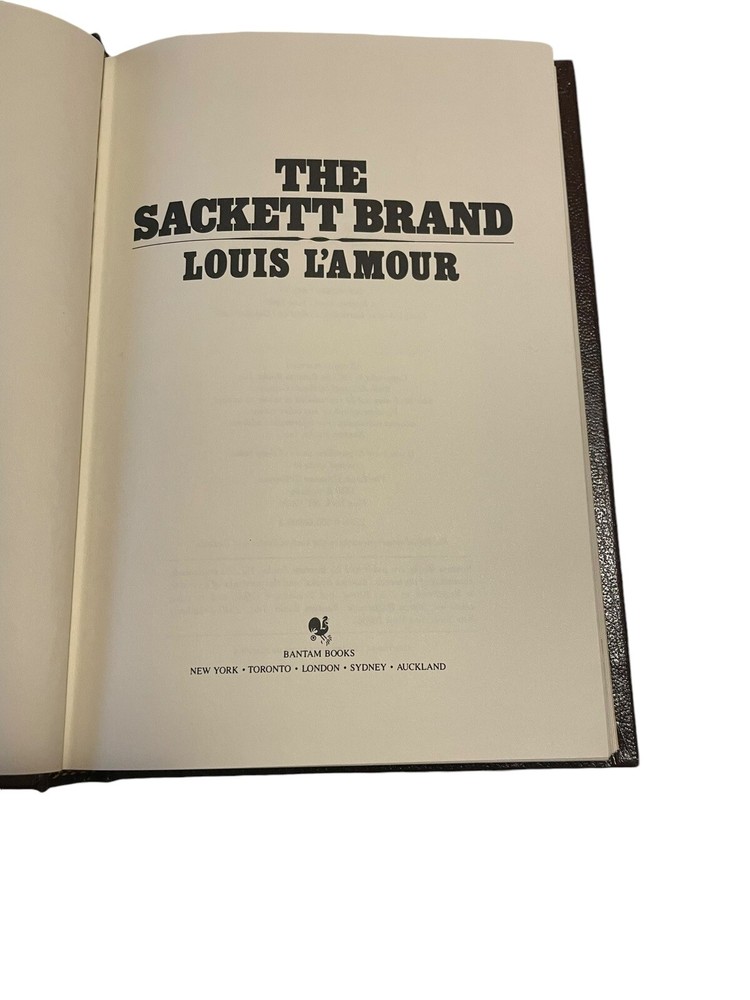 THE
SACKETT BRAND
LOUIS L'AMOUR
BANTAM BOOKS
NEW YORK • TORONTO • LONDON • SYDNEY • AUCKLAND